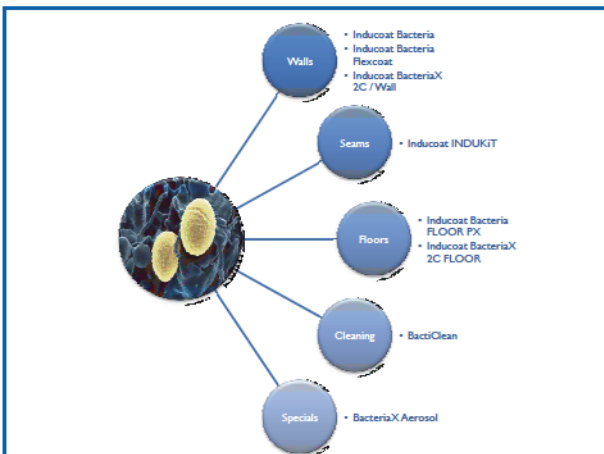 Walls
• Inducoat Bacteria
• Inducoat Bacteria
Flexcoat
• Inducoat BacteriaX
2C / Wall
Seams
• Inducoat INDUKiT
Floors
• Inducoat Bacteria
FLOOR PX
• Inducoat BacteriaX
2C FLOOR
Cleaning
• BactiClean
Specials
• BacteriaX Aerosol